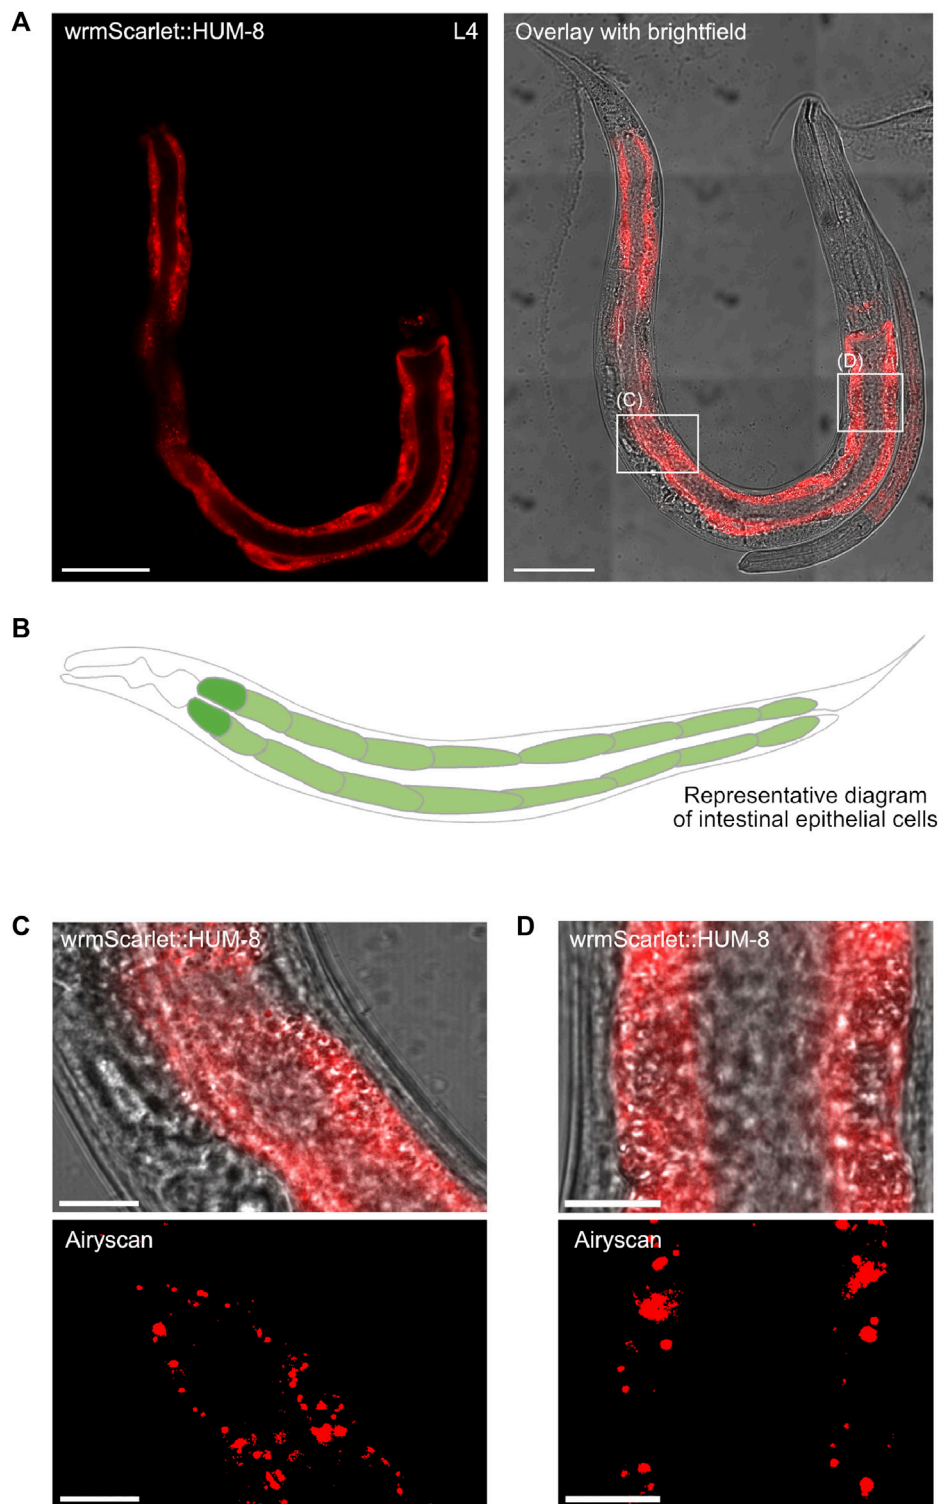 A
wrmScarlet::HUM-8
L4
Overlay with brightfield
(C)
(D)
B
Representative diagram
of intestinal epithelial cells
C
wrmScarlet::HUM-8
D
wrmScarlet::HUM-8
Airyscan
Airyscan